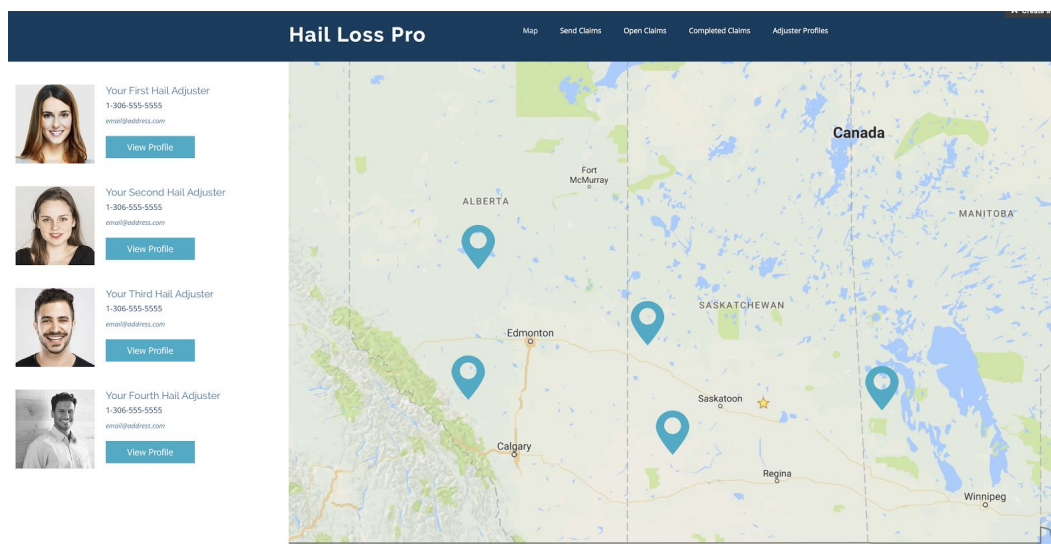 Create a
Hail Loss Pro
Map
Send Claims
Open Claims
Completed Claims
Adjuster Profiles
Your First Hail Adjuster
1-306-555-5555
email@address.com
View Profile
Your Second Hail Adjuster
1-306-555-5555
email@address.com
View Profile
Your Third Hail Adjuster
1-306-555-5555
email@address.com
View Profile
Your Fourth Hail Adjuster
1-306-555-5555
email@address.com
View Profile
Canada
Fort
McMurray
ALBERTA
MANITOBA
SASKATCHEWAN
Edmonton
Saskatoon
Calgary
Regina
Winnipeg